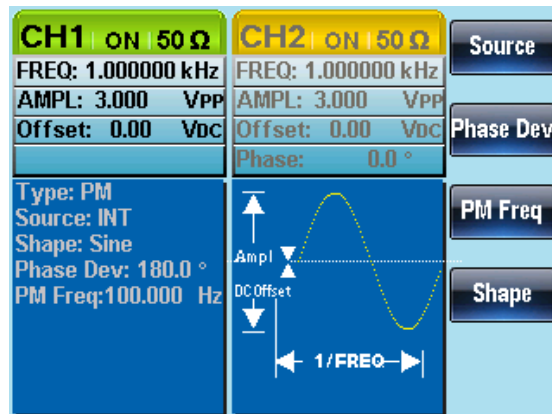 CH1 ON 50 Ω
FREQ: 1.000000 kHz
AMPL: 3.000 VPP
Offset: 0.00 VDC
Type: PM
Source: INT
Shape: Sine
Phase Dev: 180.0 °
PM Freq:100.000 Hz
CH2 ON 50 Ω
FREQ: 1.000000 kHz
AMPL: 3.000 VPP
Offset: 0.00 VDC
Phase: 0.0 °
Ampl
DC Offset
1/FREQ
Source
Phase Dev
PM Freq
Shape